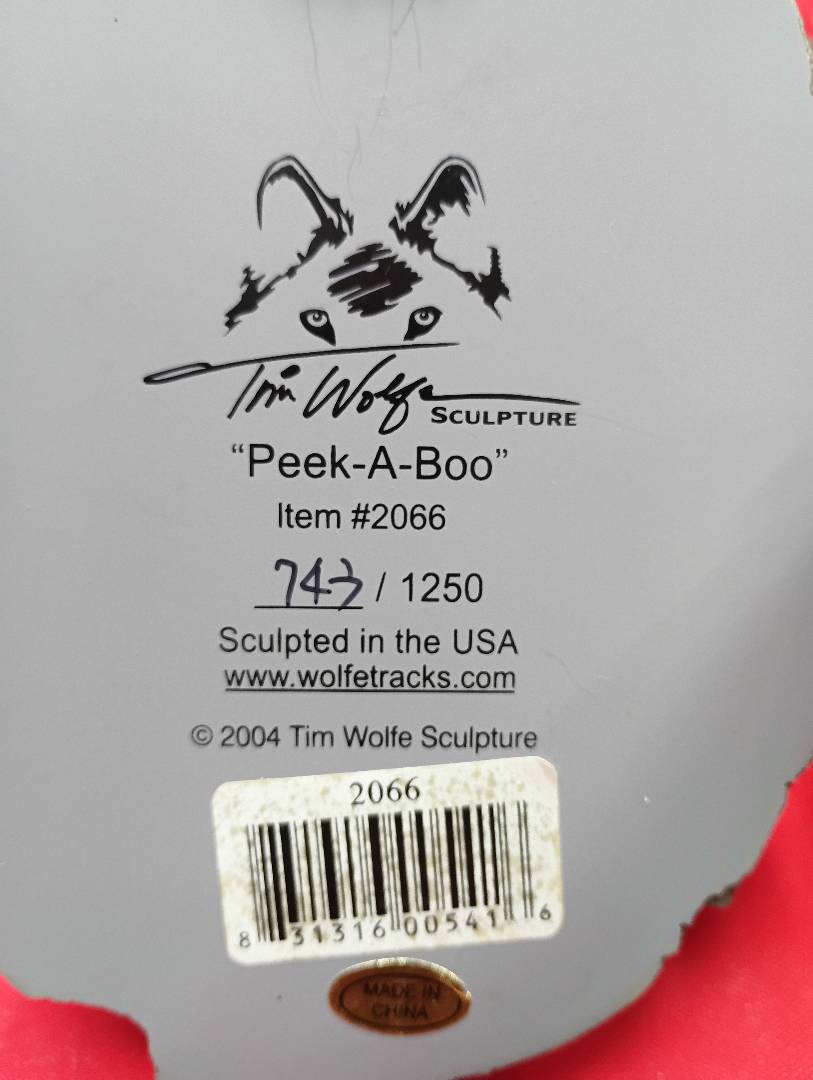 Tim Wolfe SCULPTURE
“Peek-A-Boo”
Item #2066
743 / 1250
Sculpted in the USA
www.wolfetracks.com
© 2004 Tim Wolfe Sculpture
2066
8 31316 00541 6
MADE IN
CHINA